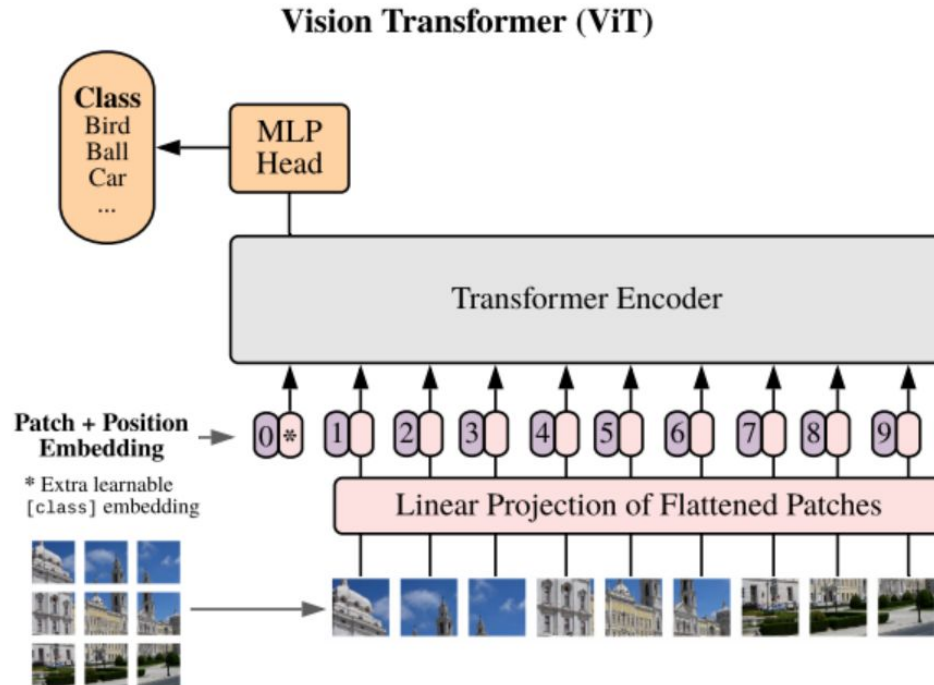 Vision Transformer (ViT)
Class
Bird
Ball
Car
...
MLP
Head
Transformer Encoder
Patch + Position
Embedding
0 * 1 2 3 4 5 6 7 8 9
* Extra learnable
[class] embedding
Linear Projection of Flattened Patches